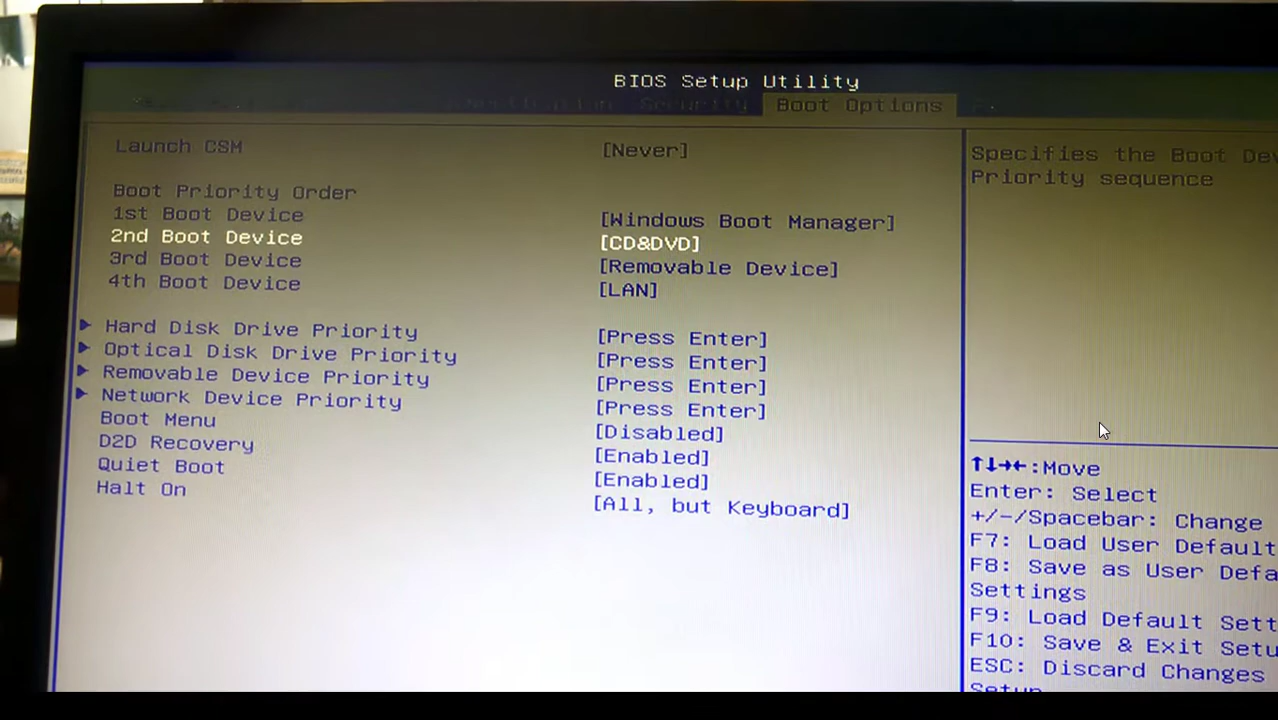 BIOS Setup Utility
Security Boot Options
Launch CSM [Never]
Boot Priority Order
1st Boot Device [Windows Boot Manager]
2nd Boot Device [CD&DVD]
3rd Boot Device [Removable Device]
4th Boot Device [LAN]
Hard Disk Drive Priority [Press Enter]
Optical Disk Drive Priority [Press Enter]
Removable Device Priority [Press Enter]
Network Device Priority [Press Enter]
Boot Menu [Disabled]
D2D Recovery [Enabled]
Quiet Boot [Enabled]
Halt On [All, but Keyboard]
Specifies the Boot Dev
Priority sequence
↑↓→←:Move
Enter: Select
+/-/Spacebar: Change
F7: Load User Default
F8: Save as User Defa
Settings
F9: Load Default Sett
F10: Save & Exit Setu
ESC: Discard Changes
Setup